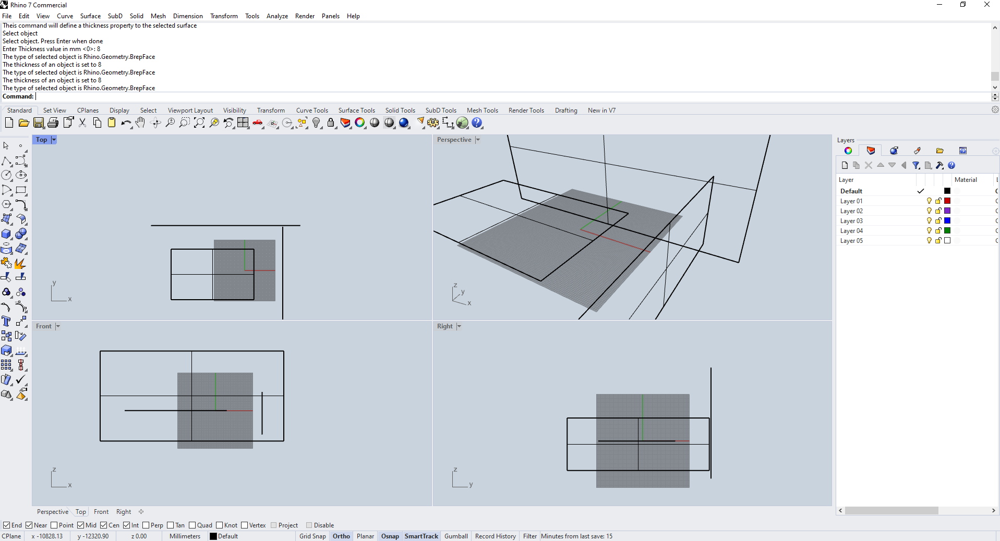 Rhino 7 Commercial
File Edit View Curve Surface SubD Solid Mesh Dimension Transform Tools Analyze Render Panels Help
Theis command will define a thickness property to the selected surface
Select object
Select object. Press Enter when done
Enter Thickness value in mm <0>: 8
The type of selected object is Rhino.Geometry.BrepFace
The thickness of an object is set to 8
The type of selected object is Rhino.Geometry.BrepFace
The thickness of an object is set to 8
The type of selected object is Rhino.Geometry.BrepFace
Command:
Standard Set View CPlanes Display Select Viewport Layout Visibility Transform Curve Tools Surface Tools Solid Tools SubD Tools Mesh Tools Render Tools Drafting New in V7
Top
y
x
Perspective
z
y
x
Front
z
x
Right
z
y
Layers
Layer Material
Default
Layer 01
Layer 02
Layer 03
Layer 04
Layer 05
Perspective Top Front Right
End Near Point Mid Cen Int Perp Tan Quad Knot Vertex Project Disable
CPlane x -10828.13 y -12320.90 z 0.00 Millimeters Default Grid Snap Ortho Planar Osnap SmartTrack Gumball Record History Filter Minutes from last save: 15